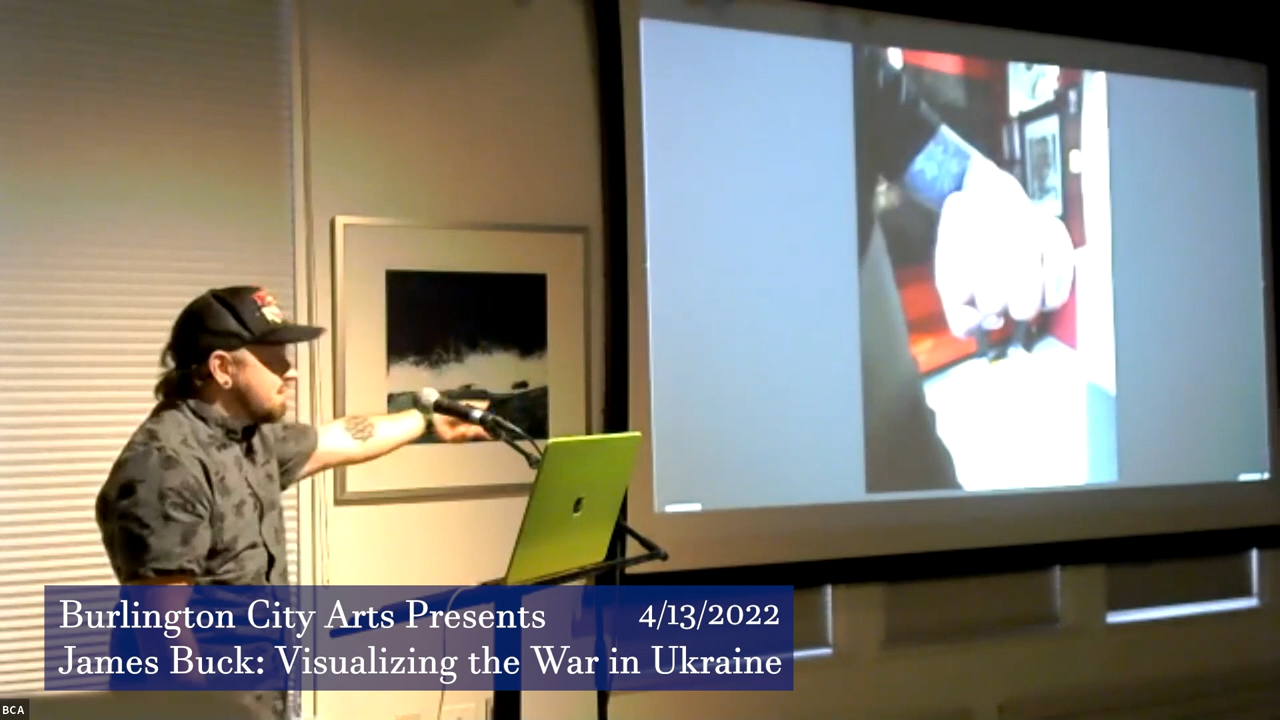 Burlington City Arts Presents 4/13/2022
James Buck: Visualizing the War in Ukraine
BCA